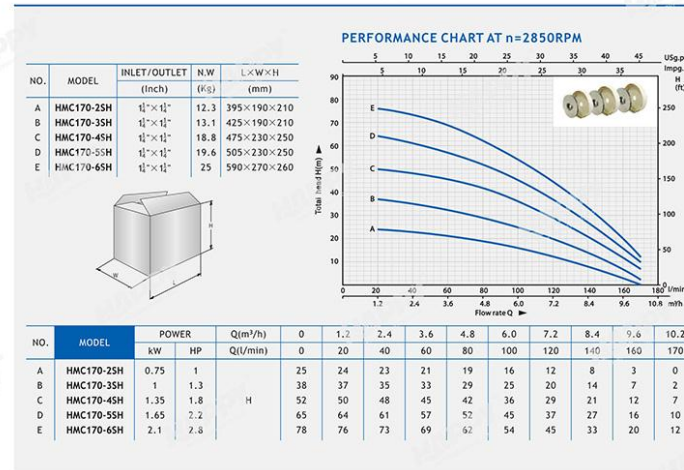 PERFORMANCE CHART AT n=2850RPM
NO. MODEL INLET/OUTLET N.W L×W×H
(Inch) (Kg) (mm)
A HMC170-2SH 1¼"×1¼" 12.3 395×190×210
B HMC170-3SH 1¼"×1¼" 13.1 425×190×210
C HMC170-4SH 1¼"×1¼" 18.8 475×230×250
D HMC170-5SH 1¼"×1¼" 19.6 505×230×250
E HMC170-6SH 1¼"×1¼" 25 590×270×260
H
W
L
5 10 15 20 25 30 35 40 45 USg.p
5 10 15 20 25 30 35 Impg.
H
(ft)
90
80
70
60
50
40
30
20
10
Total head H(m)
E
D
C
B
A
250
200
150
100
50
0
0 20 40 60 80 100 120 140 160 180 l/min
1.2 2.4 3.6 4.8 6.0 7.2 8.4 9.6 10.8 m³/h
Flow rate Q
NO. MODEL POWER Q(m³/h) 0 1.2 2.4 3.6 4.8 6.0 7.2 8.4 9.6 10.2
kW HP Q(l/min) 0 20 40 60 80 100 120 140 160 170
A HMC170-2SH 0.75 1 25 24 23 21 19 16 12 8 3 0
B HMC170-3SH 1 1.3 38 37 35 33 29 25 20 14 7 2
C HMC170-4SH 1.35 1.8 H 52 50 48 45 42 36 29 21 12 7
D HMC170-5SH 1.65 2.2 65 64 61 57 52 45 37 27 16 10
E HMC170-6SH 2.1 2.8 78 76 73 69 62 54 45 33 20 12